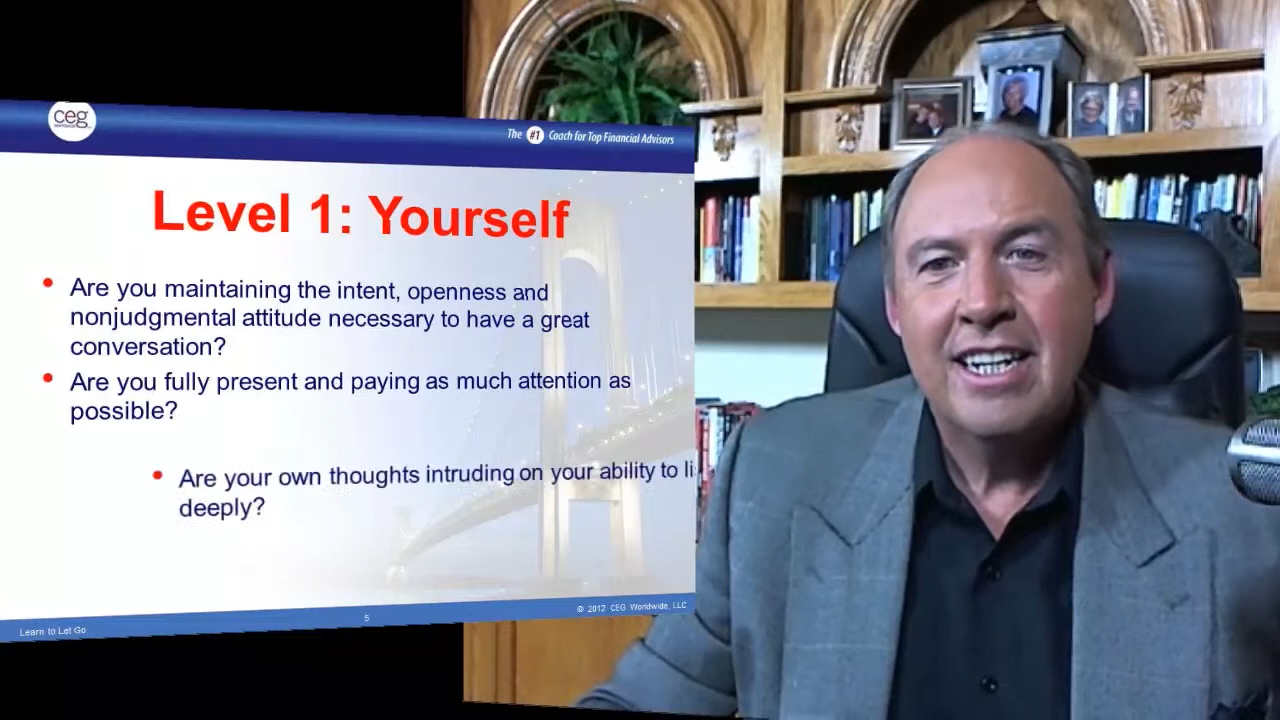 ceg
The #1 Coach for Top Financial Advisors
Level 1: Yourself
• Are you maintaining the intent, openness and
nonjudgmental attitude necessary to have a great
conversation?
• Are you fully present and paying as much attention as
possible?
• Are your own thoughts intruding on your ability to li
deeply?
Learn to Let Go
5
© 2012 CEG Worldwide, LLC